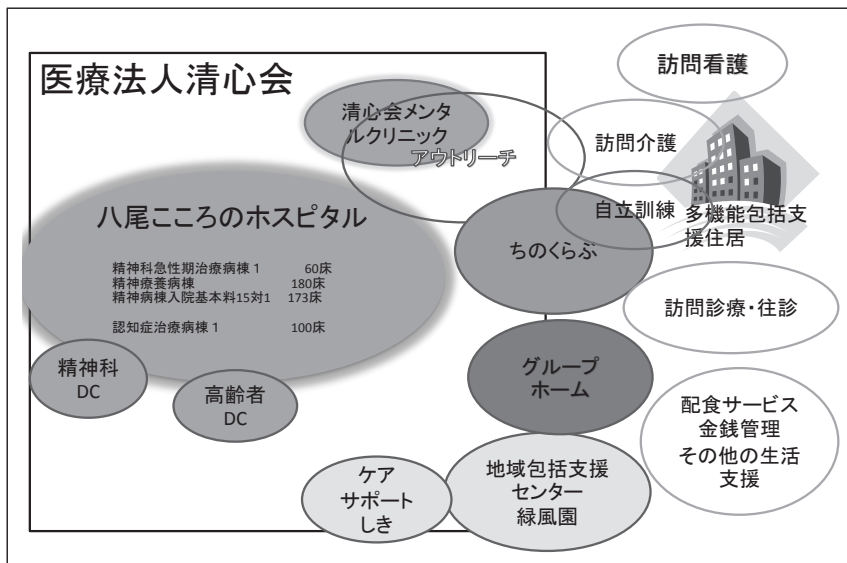 医療法人清心会
訪問看護
清心会メンタ
ルクリニック
アウトリーチ
訪問介護
八尾こころのホスピタル
自立訓練
多機能包括支
援住居
ちのくらぶ
精神科急性期治療病棟1 60床
精神療養病棟 180床
精神病棟入院基本料15対1 173床
認知症治療病棟1 100床
訪問診療・往診
精神科
DC
高齢者
DC
グループ
ホーム
配食サービス
金銭管理
その他の生活
支援
ケア
サポート
しき
地域包括支援
センター
緑風園